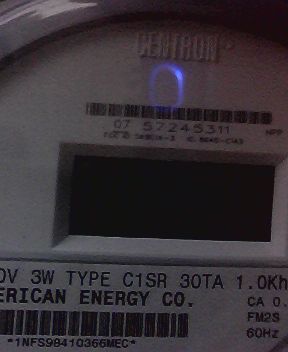 CENTRON
07 57245311
0V 3W TYPE C1SR 30TA 1.0Kh
ERICAN ENERGY CO.
CA 0.
FM2S
60Hz
*1NFS98410366MEC*